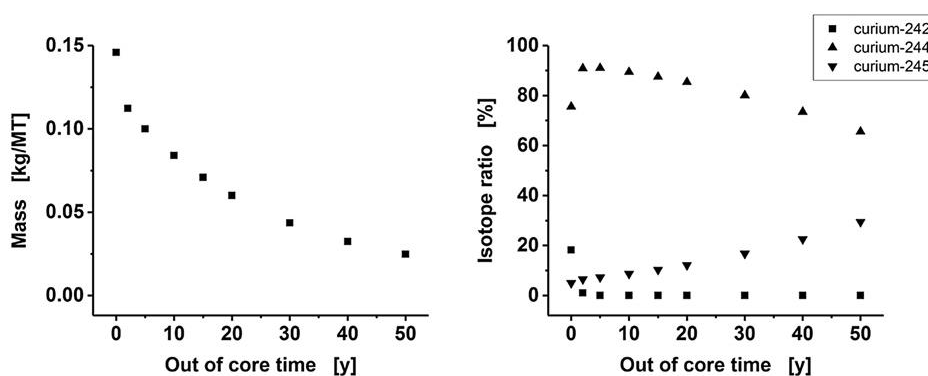 0.15
0.10
0.05
0.00
Mass [kg/MT]
0 10 20 30 40 50
Out of core time [y]
100
80
60
40
20
0
Isotope ratio [%]
0 10 20 30 40 50
Out of core time [y]
curium-242
curium-244
curium-245